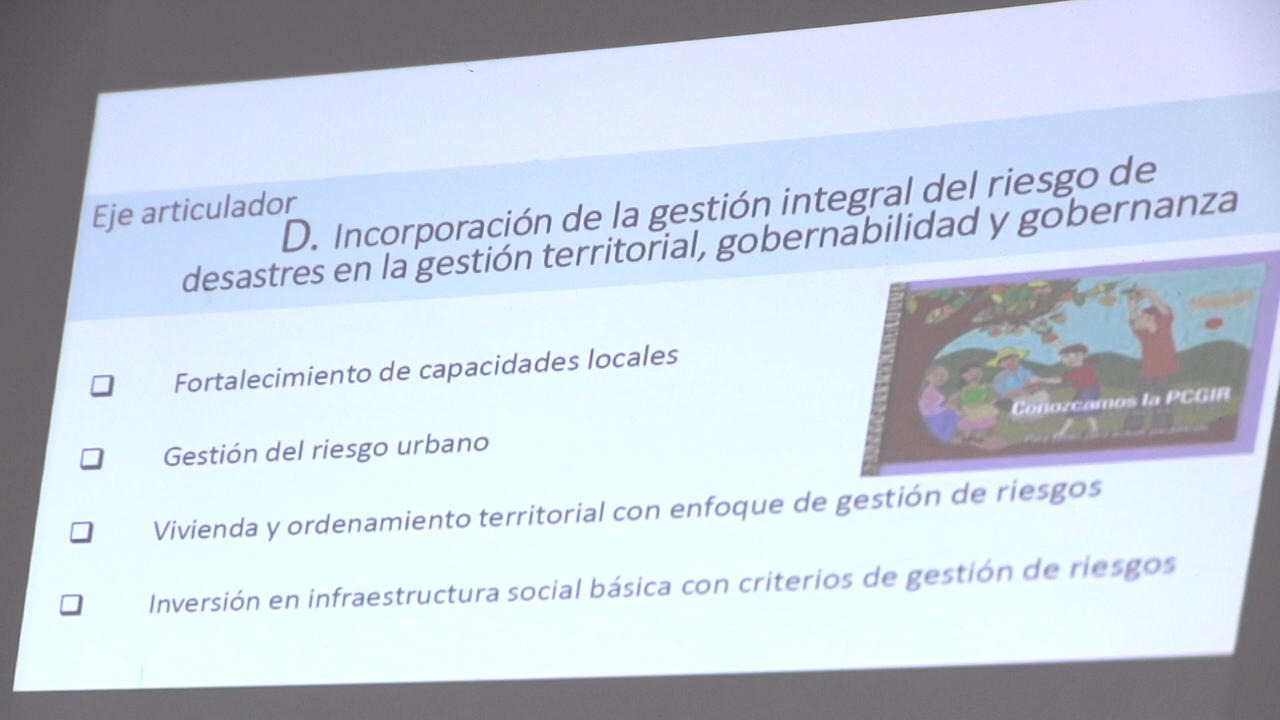 Eje articulador
D. Incorporación de la gestión integral del riesgo de
desastres en la gestión territorial, gobernabilidad y gobernanza
❑ Fortalecimiento de capacidades locales
❑ Gestión del riesgo urbano
❑ Vivienda y ordenamiento territorial con enfoque de gestión de riesgos
❑ Inversión en infraestructura social básica con criterios de gestión de riesgos
Conozcamos la PCGIR